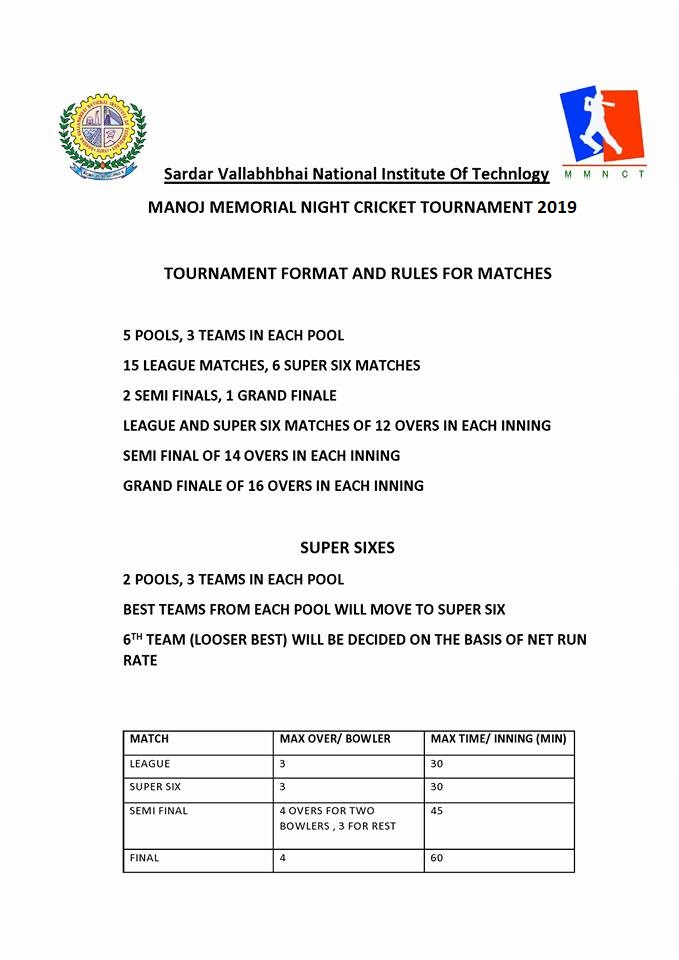 Sardar Vallabhbhai National Institute Of Technlogy
M M N C T
MANOJ MEMORIAL NIGHT CRICKET TOURNAMENT 2019
TOURNAMENT FORMAT AND RULES FOR MATCHES
5 POOLS, 3 TEAMS IN EACH POOL
15 LEAGUE MATCHES, 6 SUPER SIX MATCHES
2 SEMI FINALS, 1 GRAND FINALE
LEAGUE AND SUPER SIX MATCHES OF 12 OVERS IN EACH INNING
SEMI FINAL OF 14 OVERS IN EACH INNING
GRAND FINALE OF 16 OVERS IN EACH INNING
SUPER SIXES
2 POOLS, 3 TEAMS IN EACH POOL
BEST TEAMS FROM EACH POOL WILL MOVE TO SUPER SIX
6TH TEAM (LOOSER BEST) WILL BE DECIDED ON THE BASIS OF NET RUN
RATE
MATCH MAX OVER/ BOWLER MAX TIME/ INNING (MIN)
LEAGUE 3 30
SUPER SIX 3 30
SEMI FINAL 4 OVERS FOR TWO 45
BOWLERS , 3 FOR REST
FINAL 4 60